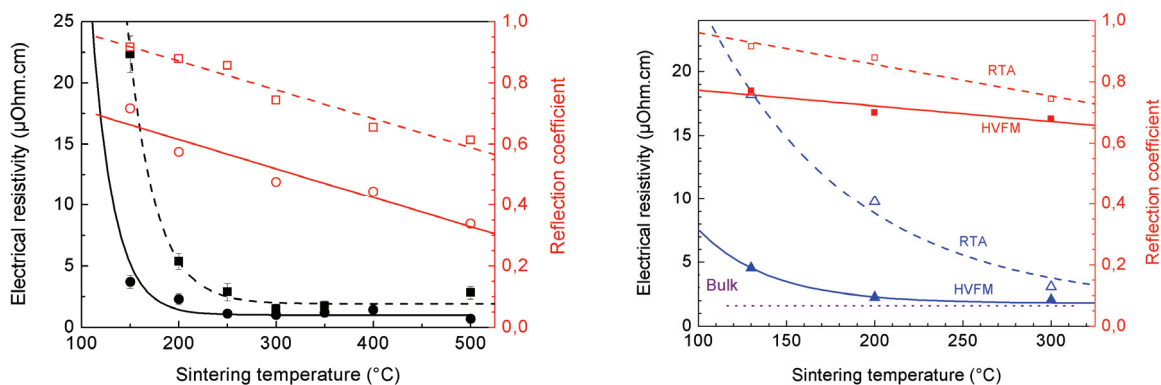 25
20
15
10
5
0
Electrical resistivity (µOhm.cm)
1,0
0,8
0,6
0,4
0,2
0,0
Reflection coefficient
100 200 300 400 500
Sintering temperature (°C)
20
15
10
5
0
Electrical resistivity (µOhm.cm)
RTA
HVFM
RTA
HVFM
Bulk
1,0
0,8
0,6
0,4
0,2
0,0
Reflection coefficient
100 150 200 250 300
Sintering temperature (°C)